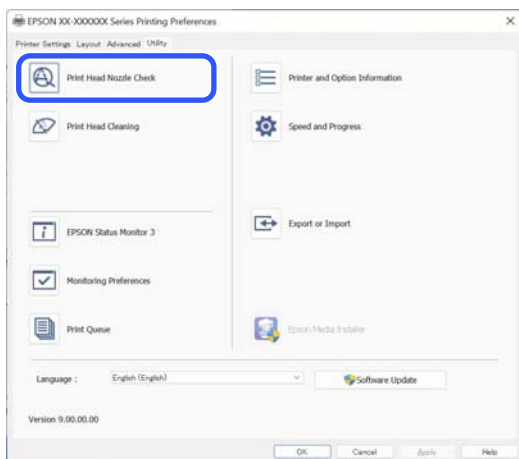 EPSON XX-XXXXXX Series Printing Preferences
Printer Settings Layout Advanced Utility
Print Head Nozzle Check
Printer and Option Information
Print Head Cleaning
Speed and Progress
EPSON Status Monitor 3
Export or Import
Monitoring Preferences
Print Queue
Epson Media Installer
Language : English (English)
Software Update
Version 9.00.00.00
OK Cancel Apply Help